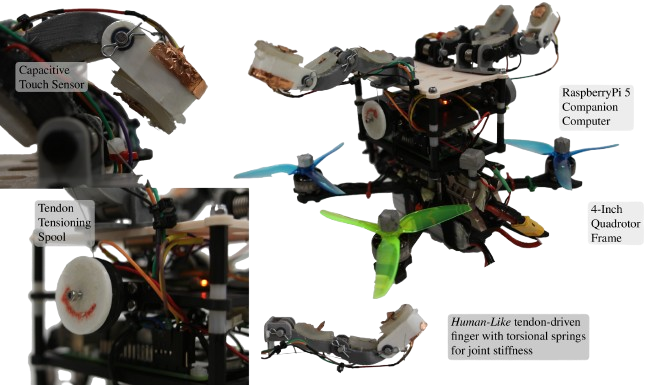 Capacitive
Touch Sensor
Tendon
Tensioning
Spool
RaspberryPi 5
Companion
Computer
4-Inch
Quadrotor
Frame
Human-Like tendon-driven
finger with torsional springs
for joint stiffness